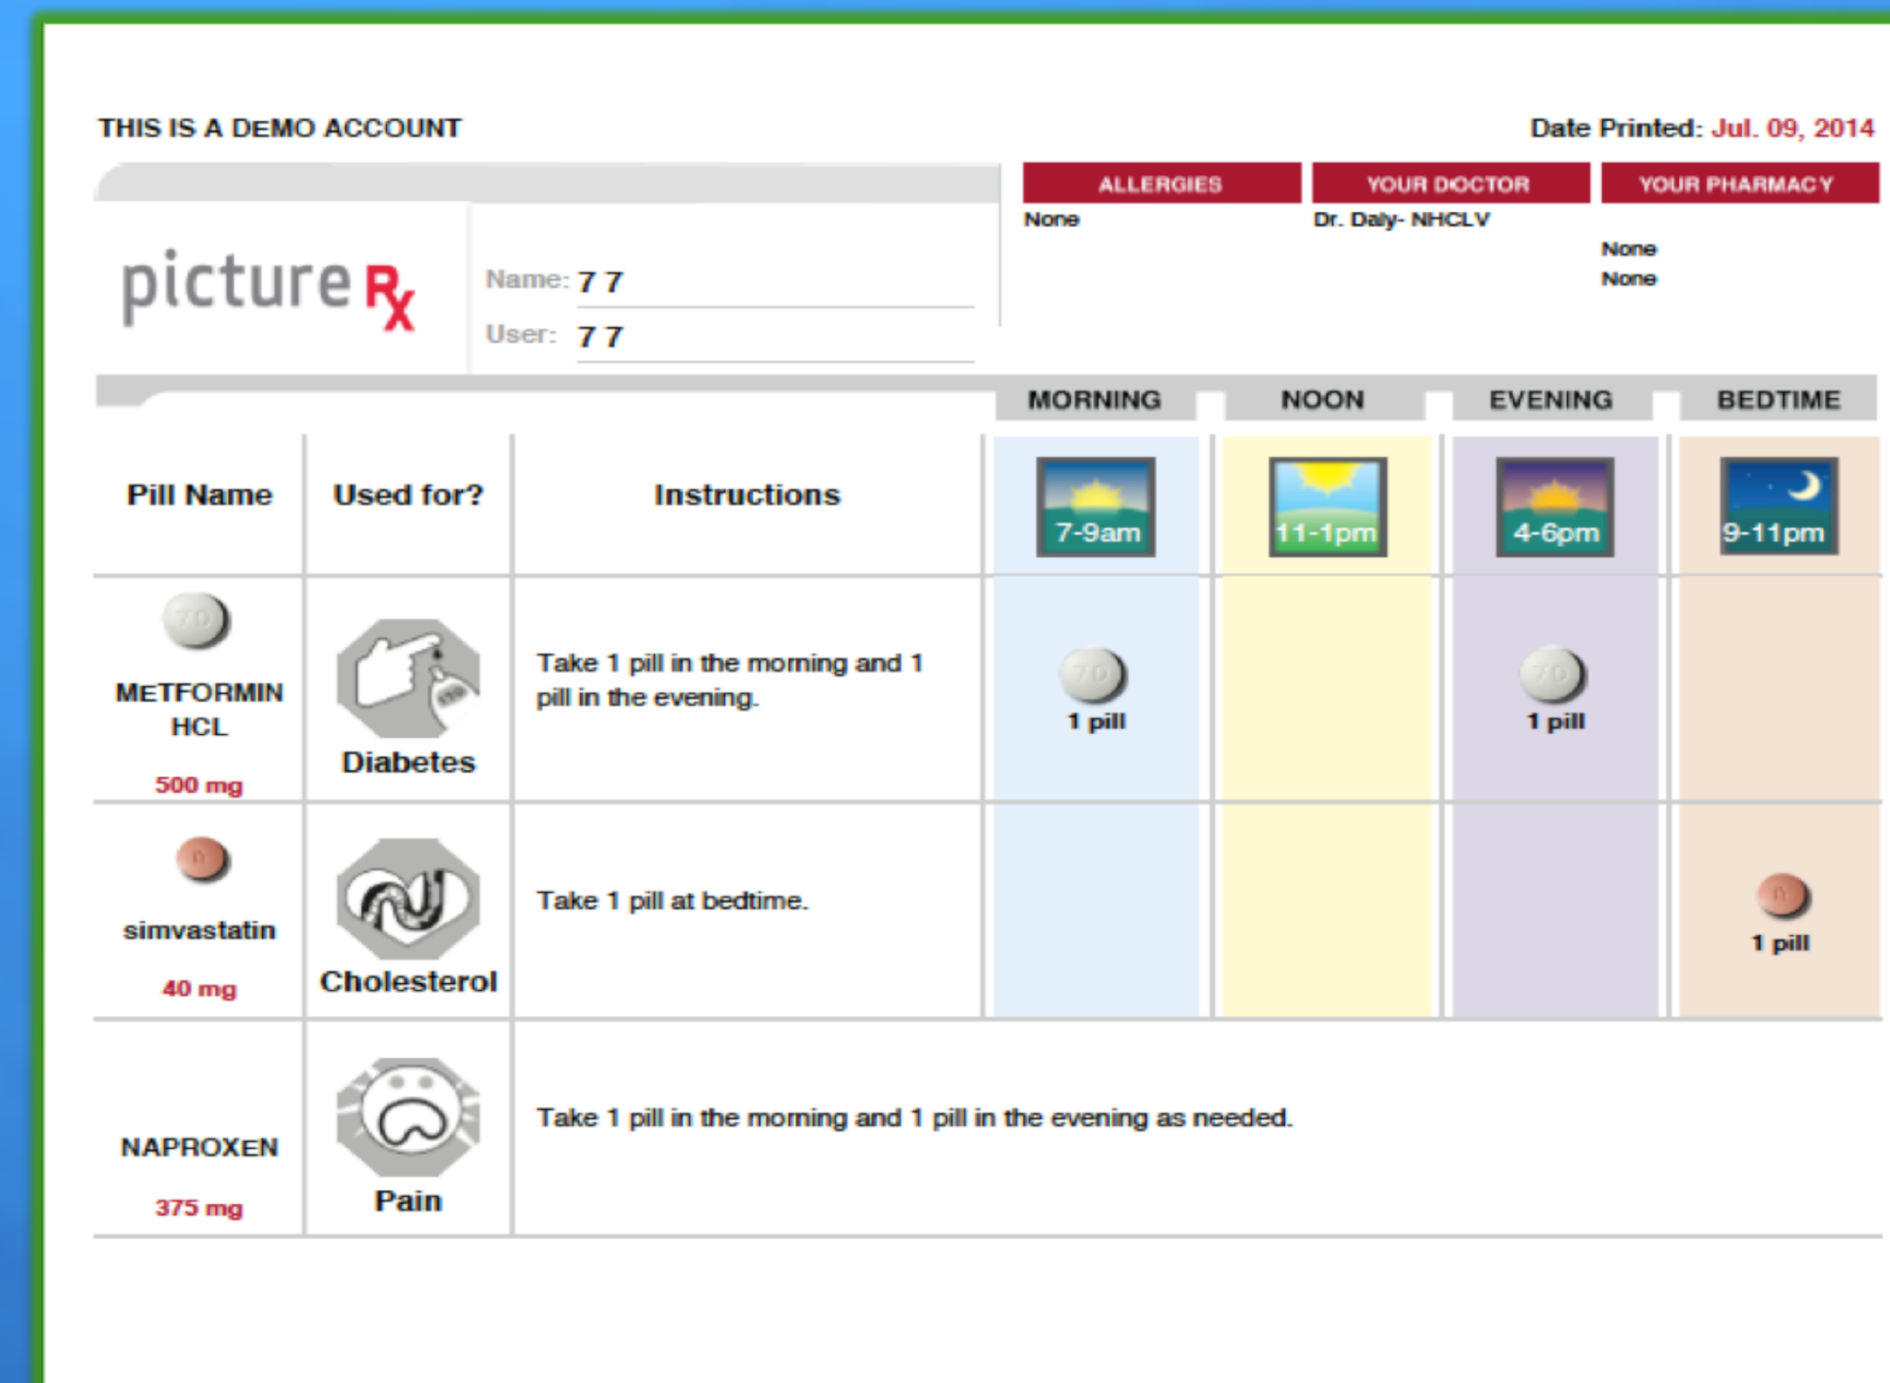 THIS IS A DEMO ACCOUNT
Date Printed: Jul. 09, 2014
ALLERGIES
YOUR DOCTOR
YOUR PHARMACY
None
Dr. Daly- NHCLV
None
None
picture Rx
Name: 7 7
User: 7 7
MORNING
NOON
EVENING
BEDTIME
Pill Name
Used for?
Instructions
7-9am
11-1pm
4-6pm
9-11pm
70
METFORMIN
HCL
500 mg
Diabetes
Take 1 pill in the morning and 1
pill in the evening.
70
1 pill
70
1 pill
n
simvastatin
40 mg
Cholesterol
Take 1 pill at bedtime.
n
1 pill
NAPROXEN
375 mg
Pain
Take 1 pill in the morning and 1 pill in the evening as needed.